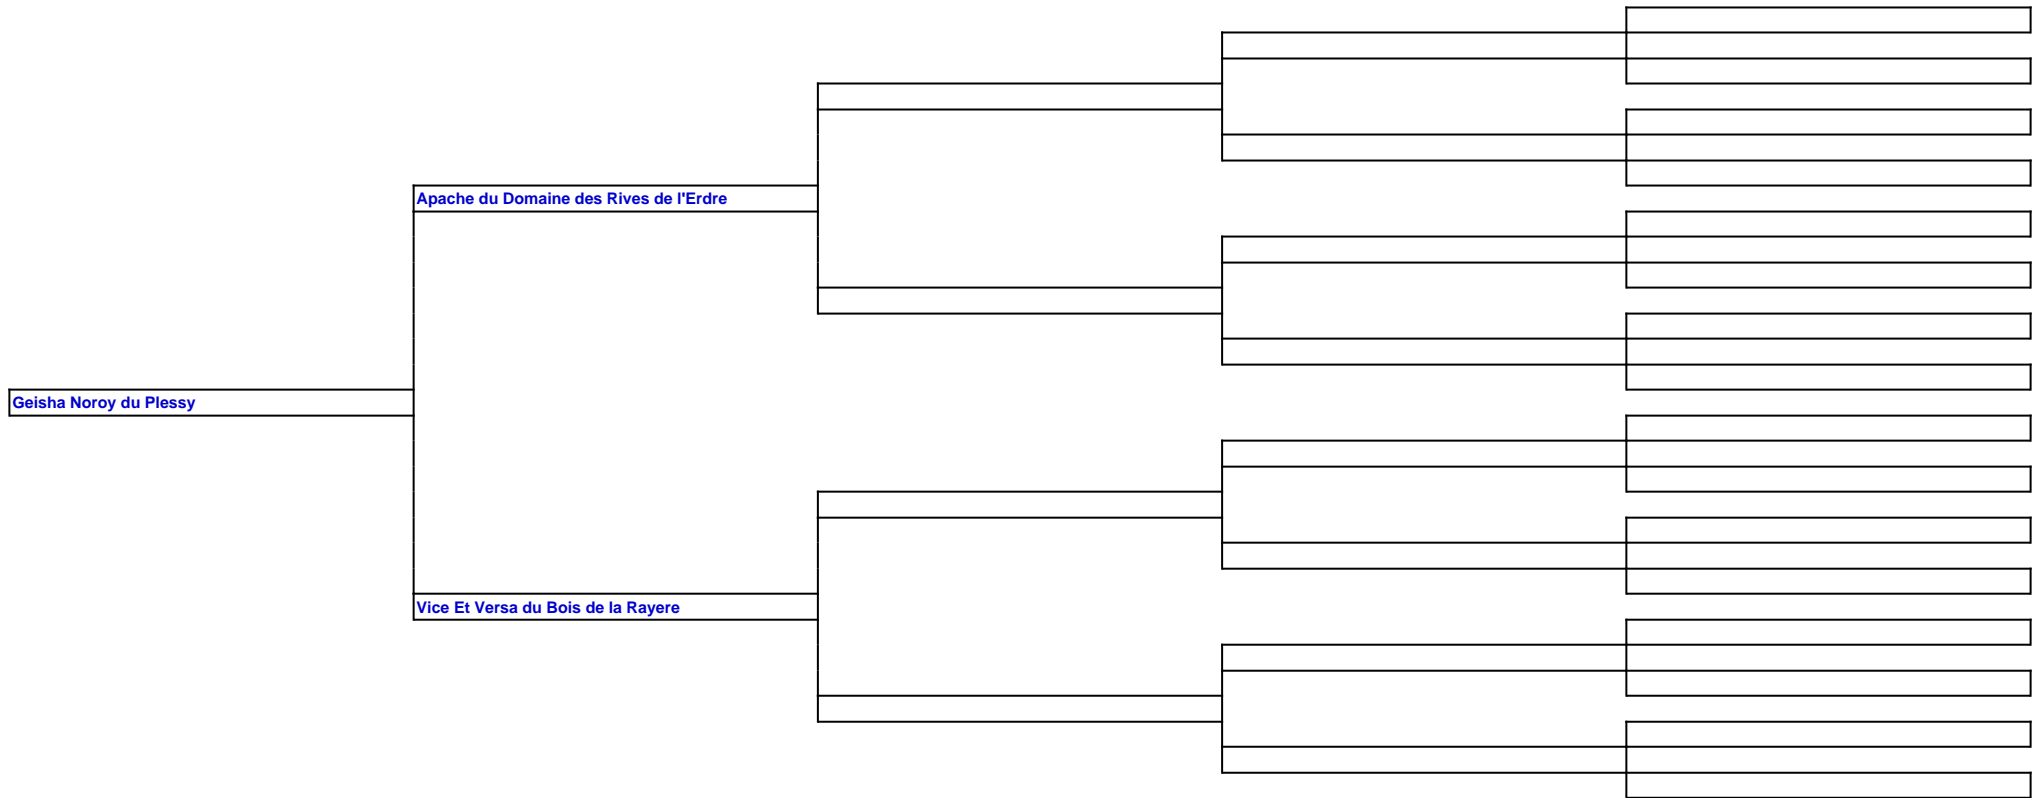 Apache du Domaine des Rives de l'Erdre
Geisha Noroy du Plessy
Vice Et Versa du Bois de la Rayere